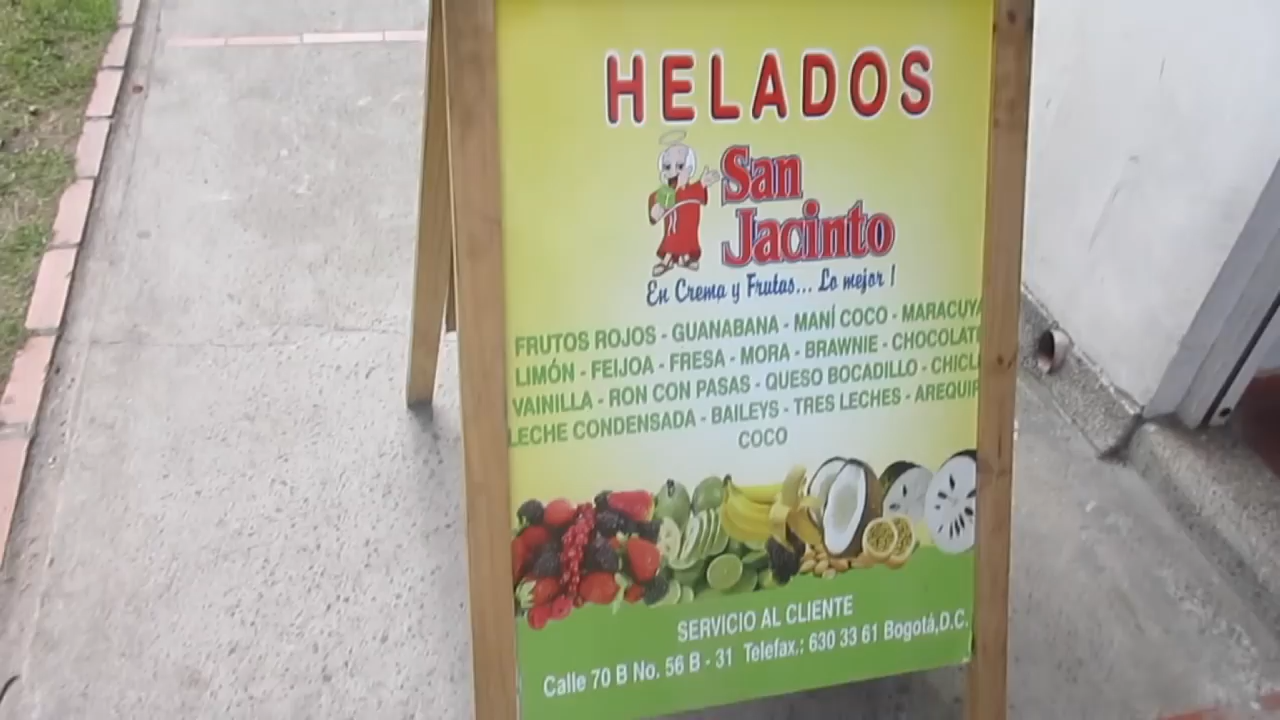 HELADOS
San
Jacinto
En Crema y Frutas... Lo mejor !
FRUTOS ROJOS - GUANABANA - MANÍ COCO - MARACUYA
LIMÓN - FEIJOA - FRESA - MORA - BRAWNIE - CHOCOLATE
VAINILLA - RON CON PASAS - QUESO BOCADILLO - CHICL
LECHE CONDENSADA - BAILEYS - TRES LECHES - AREQUIP
COCO
SERVICIO AL CLIENTE
Calle 70 B No. 56 B - 31 Telefax.: 630 33 61 Bogotá,D.C.